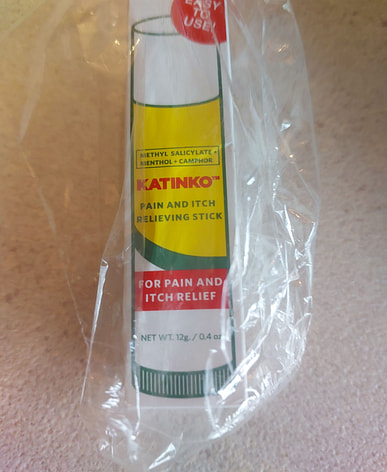 EASY
TO
USE!
METHYL SALICYLATE +
MENTHOL + CAMPHOR
KATINKO™
PAIN AND ITCH
RELIEVING STICK
FOR PAIN AND
ITCH RELIEF
NET WT. 12g. / 0.4 oz